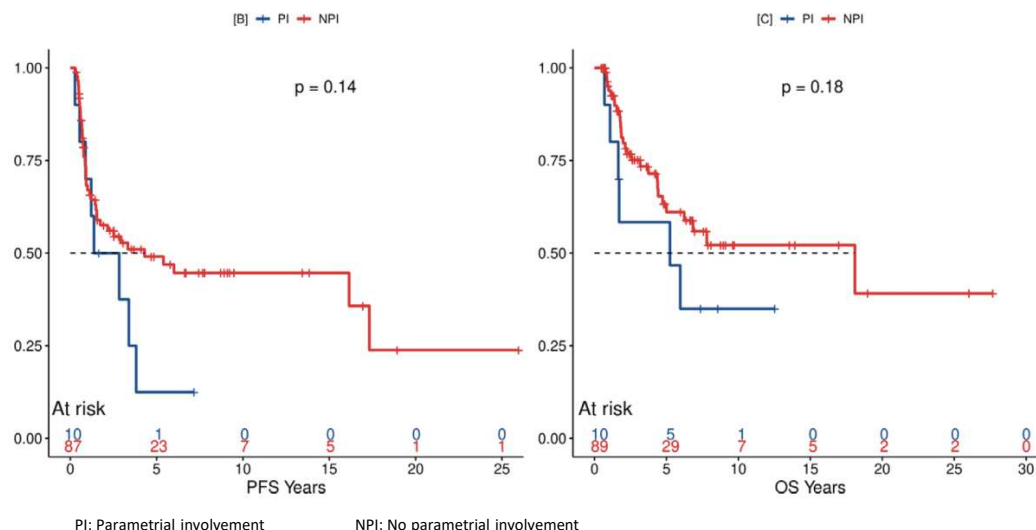 [B] PI NPI
p = 0.14
1.00
0.75
0.50
0.25
0.00
At risk
10 1 0 0 0 0
87 23 7 5 1 1
0 5 10 15 20 25
PFS Years
[C] PI NPI
p = 0.18
1.00
0.75
0.50
0.25
0.00
At risk
10 5 1 0 0 0 0
89 29 7 5 2 2 0
0 5 10 15 20 25 30
OS Years
PI: Parametrial involvement NPI: No parametrial involvement